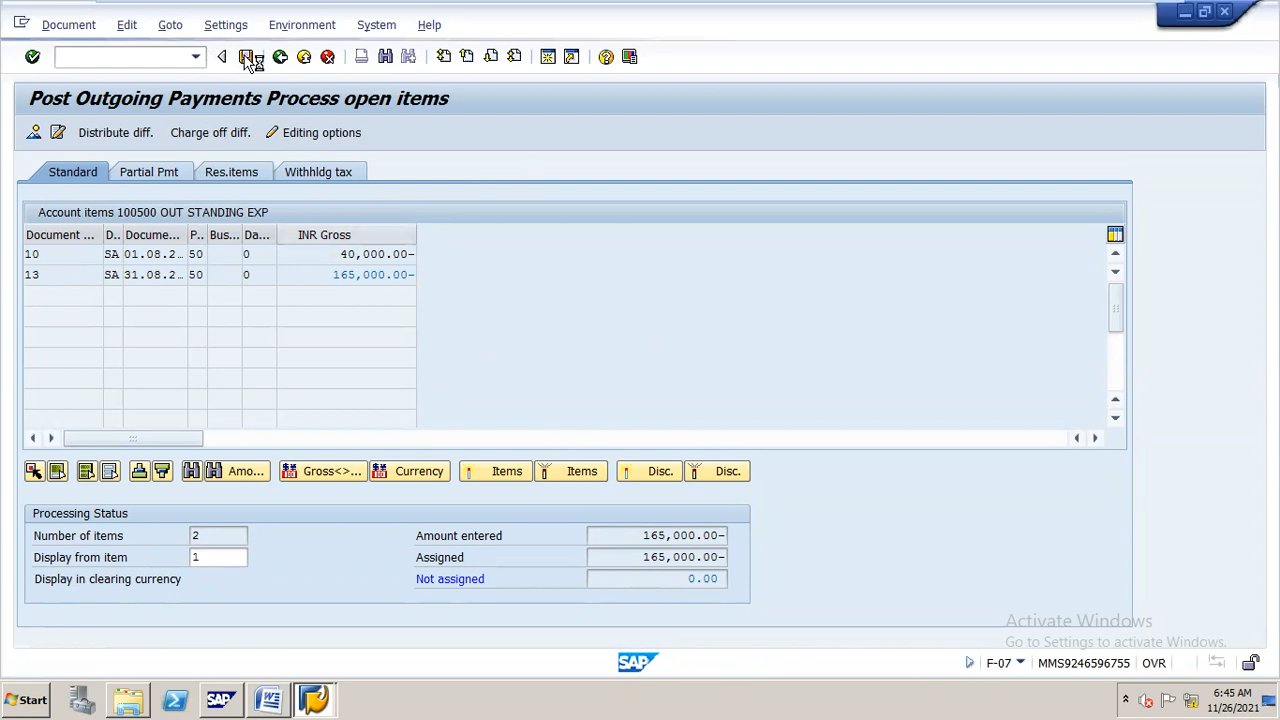 Document Edit Goto Settings Environment System Help
Post Outgoing Payments Process open items
Distribute diff. Charge off diff. Editing options
Standard Partial Pmt Res.items Withhldg tax
Account items 100500 OUT STANDING EXP
Document ... D.. Docume... P.. Bus... Da... INR Gross
10 SA 01.08.2... 50 0 40,000.00-
13 SA 31.08.2... 50 0 165,000.00-
Amo... Gross<>... Currency Items Items Disc. Disc.
Processing Status
Number of items 2 Amount entered 165,000.00-
Display from item 1 Assigned 165,000.00-
Display in clearing currency Not assigned 0.00
Activate Windows
Go to Settings to activate Windows.
SAP F-07 MMS9246596755 OVR
Start SAP 6:45 AM
11/26/2021